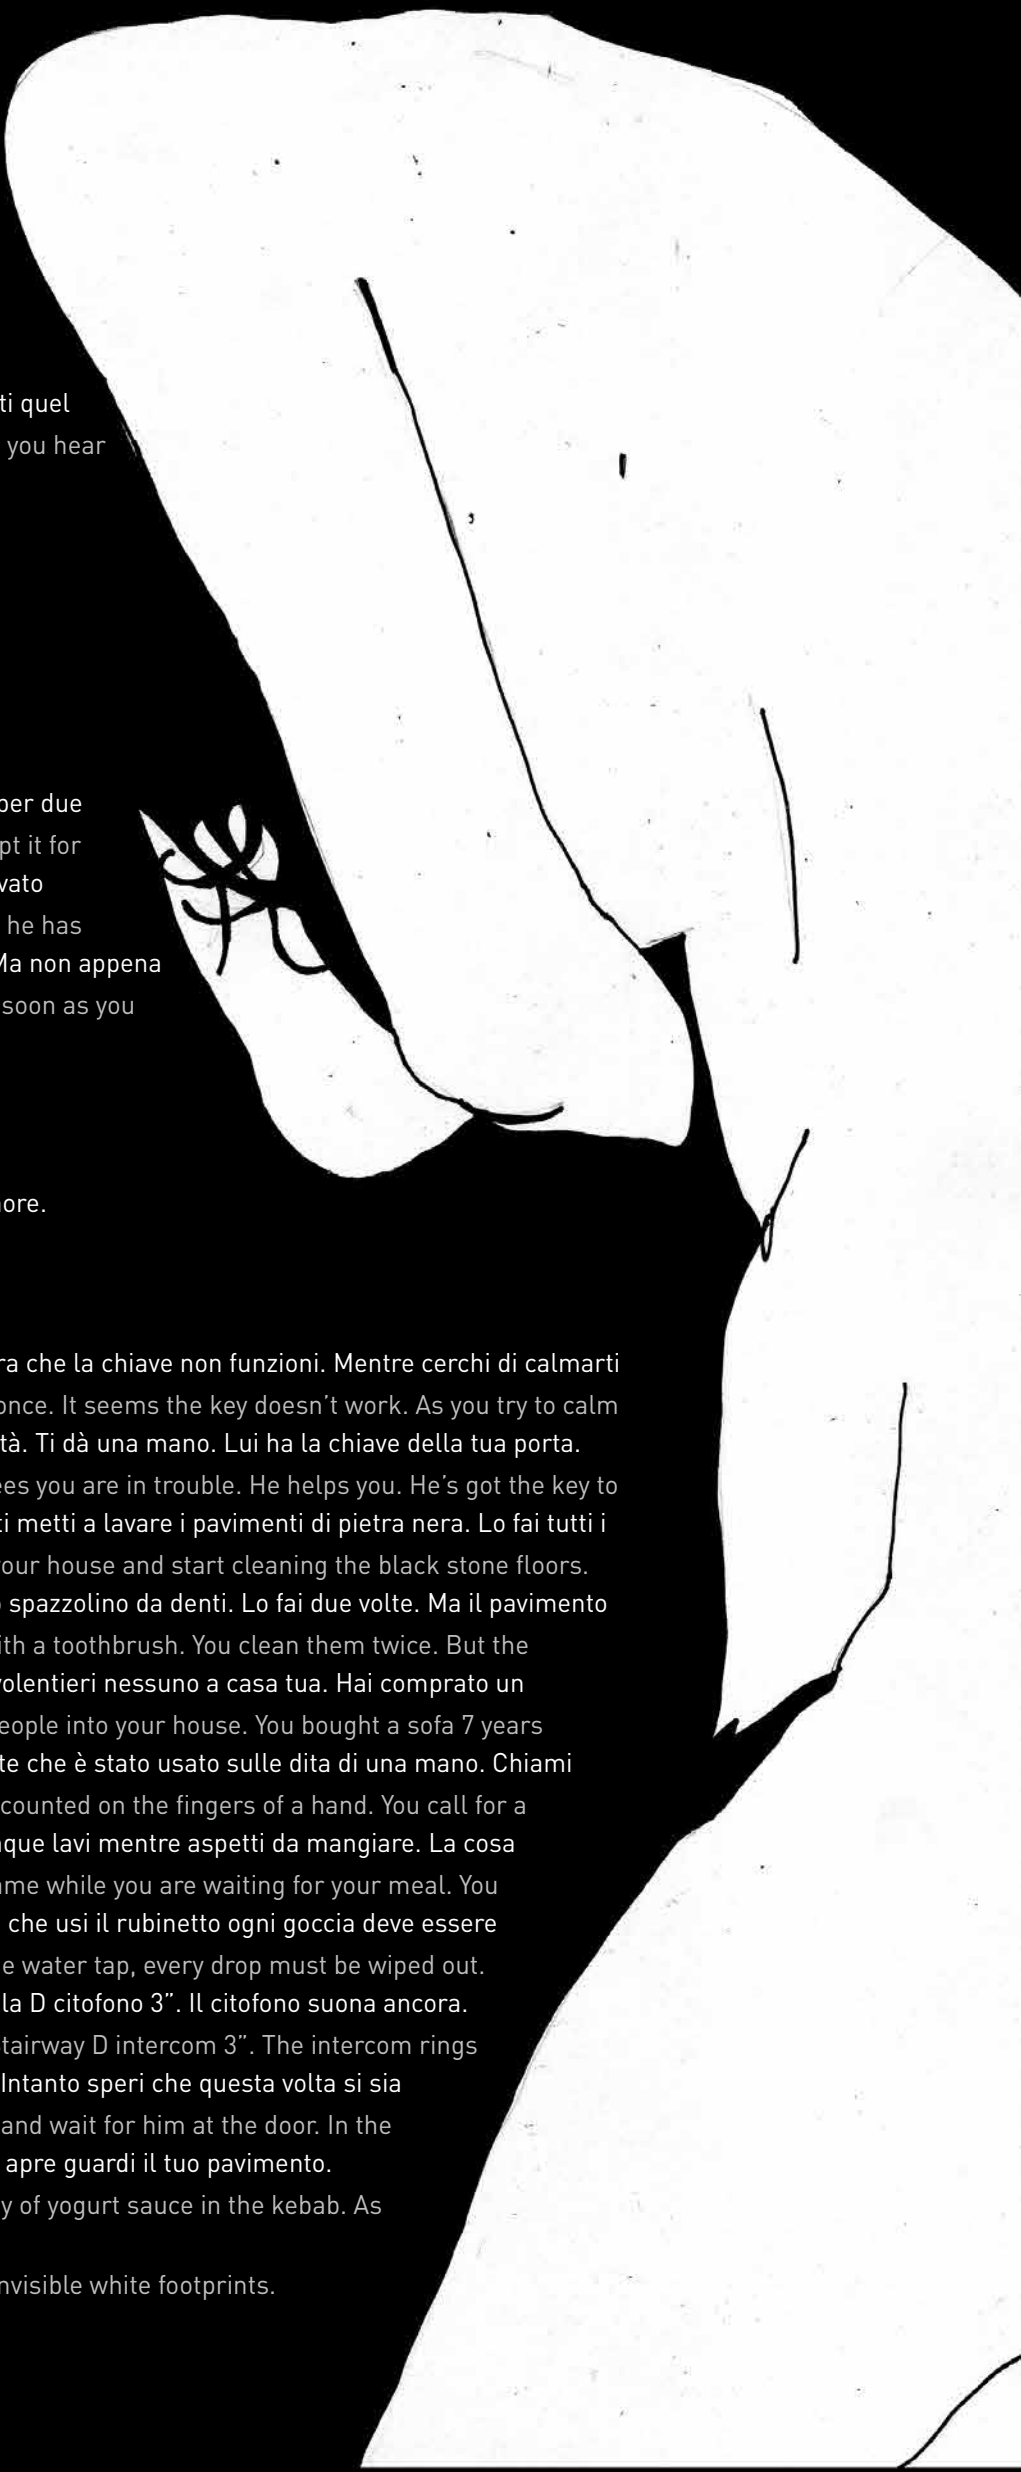 ti quel
you hear
per due
pt it for
vato
he has
Ma non appena
soon as you
nore.
ra che la chiave non funzioni. Mentre cerchi di calmarti
once. It seems the key doesn’t work. As you try to calm
tà. Ti dà una mano. Lui ha la chiave della tua porta.
ees you are in trouble. He helps you. He’s got the key to
ti metti a lavare i pavimenti di pietra nera. Lo fai tutti i
your house and start cleaning the black stone floors.
o spazzolino da denti. Lo fai due volte. Ma il pavimento
ith a toothbrush. You clean them twice. But the
volentieri nessuno a casa tua. Hai comprato un
eople into your house. You bought a sofa 7 years
te che è stato usato sulle dita di una mano. Chiami
counted on the fingers of a hand. You call for a
nque lavi mentre aspetti da mangiare. La cosa
ame while you are waiting for your meal. You
che usi il rubinetto ogni goccia deve essere
e water tap, every drop must be wiped out.
la D citofono 3”. Il citofono suona ancora.
Stairway D intercom 3”. The intercom rings
Intanto speri che questa volta si sia
and wait for him at the door. In the
apre guardi il tuo pavimento.
y of yogurt sauce in the kebab. As
nvisible white footprints.